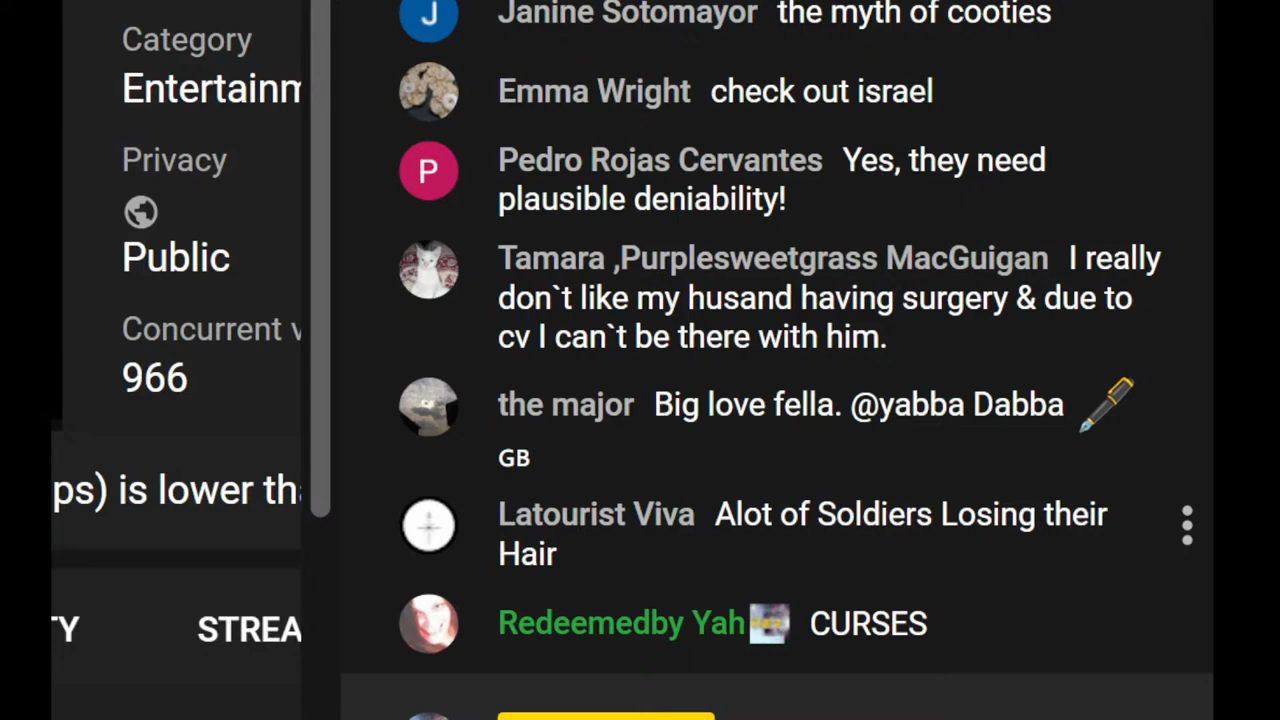 Category
Entertainm
Privacy
Public
Concurrent v
966
ps) is lower tha
TY STREA
J Janine Sotomayor the myth of cooties
Emma Wright check out israel
P Pedro Rojas Cervantes Yes, they need
plausible deniability!
Tamara ,Purplesweetgrass MacGuigan I really
don`t like my husand having surgery & due to
cv I can`t be there with him.
the major Big love fella. @yabba Dabba
GB
Latourist Viva Alot of Soldiers Losing their
Hair
Redeemedby Yah CURSES